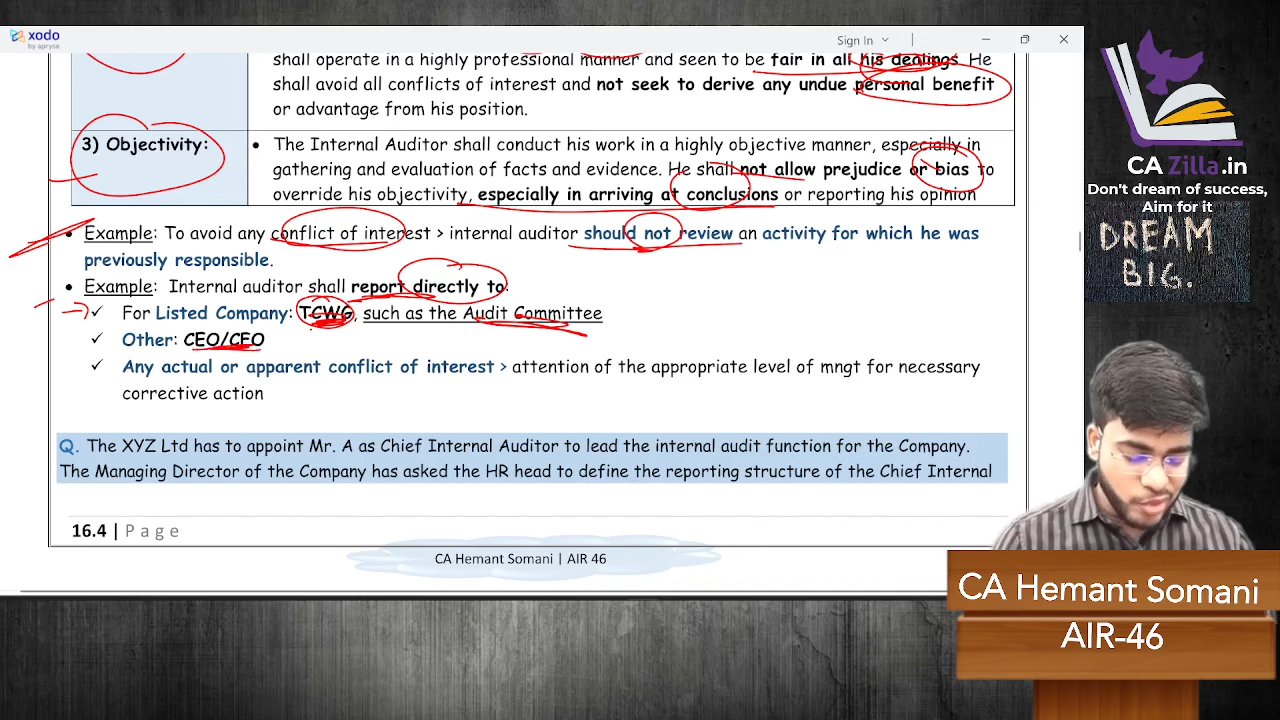 xodo
by apryse
Sign In
shall operate in a highly professional manner and seen to be fair in all his dealings. He
shall avoid all conflicts of interest and not seek to derive any undue personal benefit
or advantage from his position.
3) Objectivity:
• The Internal Auditor shall conduct his work in a highly objective manner, especially in
gathering and evaluation of facts and evidence. He shall not allow prejudice or bias to
override his objectivity, especially in arriving at conclusions or reporting his opinion
• Example: To avoid any conflict of interest > internal auditor should not review an activity for which he was
previously responsible.
• Example: Internal auditor shall report directly to:
✓ For Listed Company: TCWG, such as the Audit Committee
✓ Other: CEO/CFO
✓ Any actual or apparent conflict of interest > attention of the appropriate level of mngt for necessary
corrective action
Q. The XYZ Ltd has to appoint Mr. A as Chief Internal Auditor to lead the internal audit function for the Company.
The Managing Director of the Company has asked the HR head to define the reporting structure of the Chief Internal
16.4 | Page
CA Hemant Somani | AIR 46
CA Zilla.in
Don't dream of success,
Aim for it
DREAM
BIG.
CA Hemant Somani
AIR-46